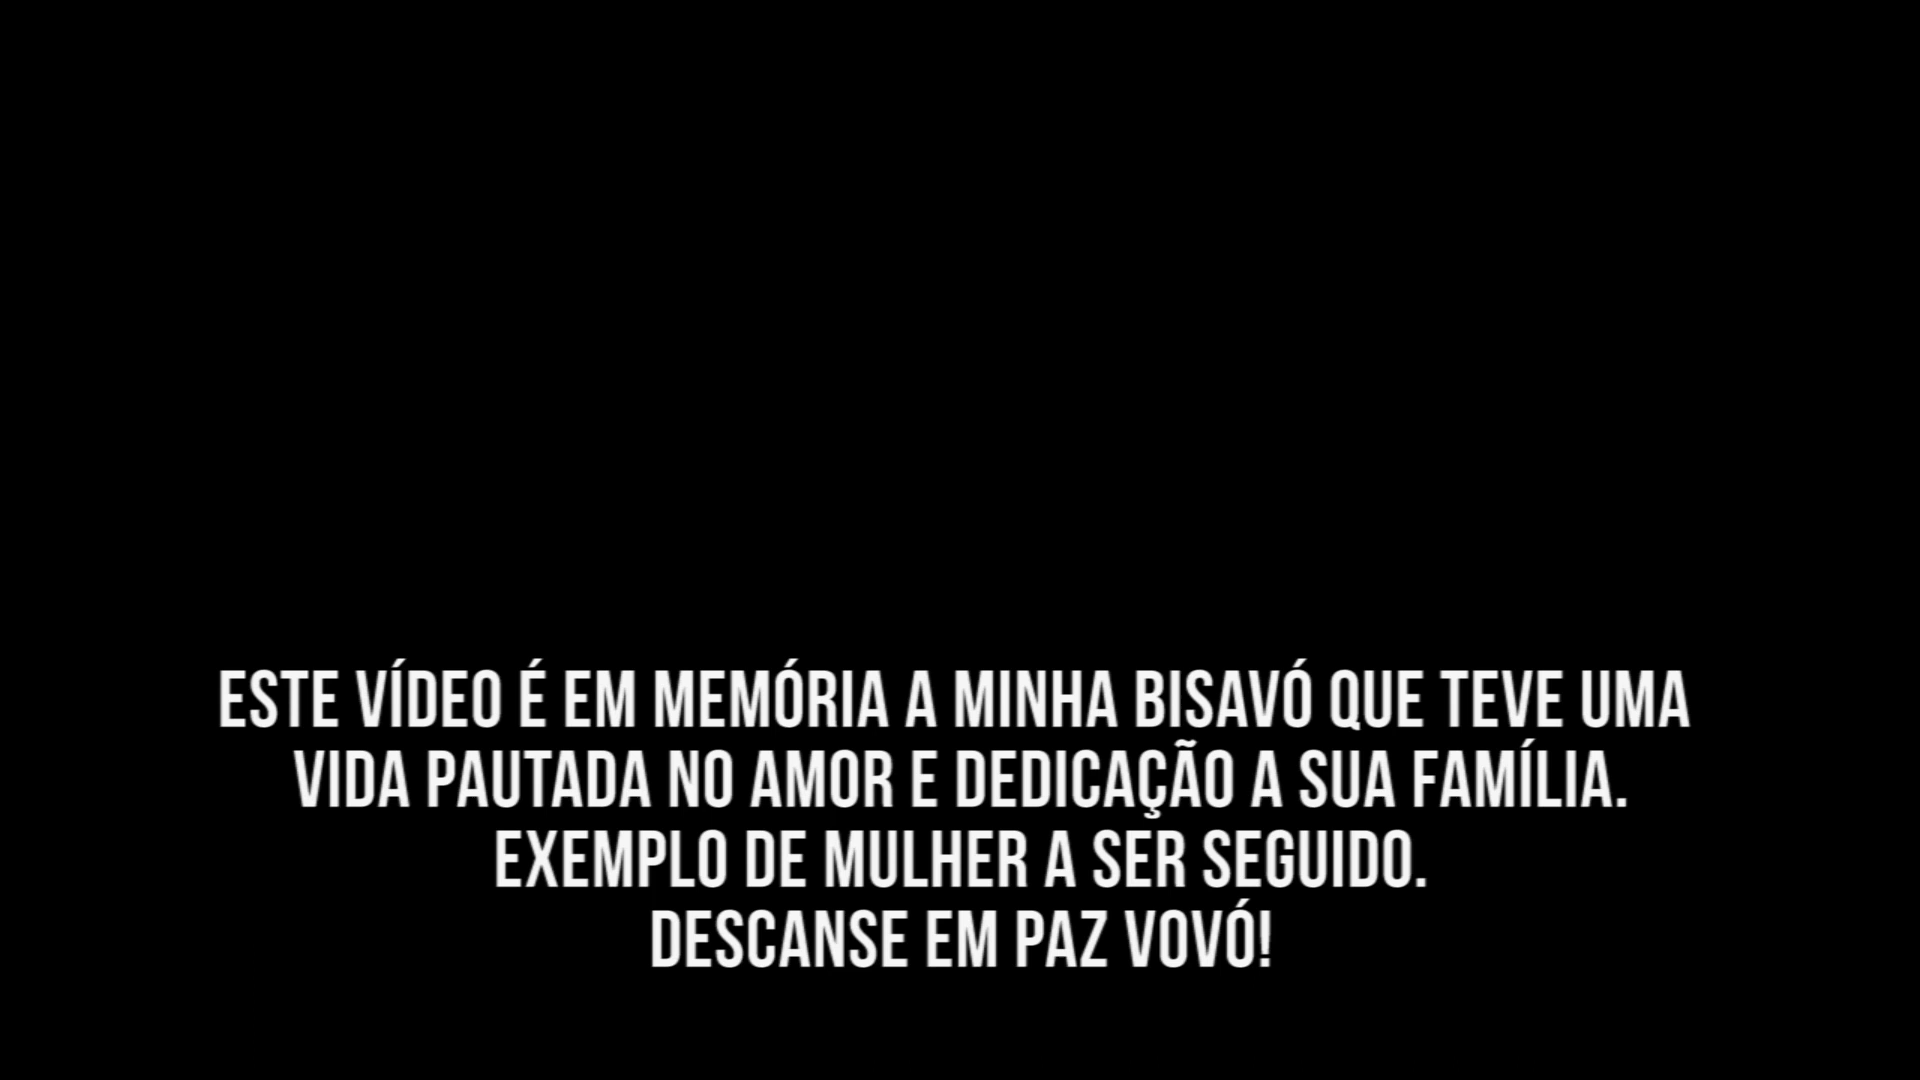 ESTE VÍDEO É EM MEMÓRIA A MINHA BISAVÓ QUE TEVE UMA
VIDA PAUTADA NO AMOR E DEDICAÇÃO A SUA FAMÍLIA.
EXEMPLO DE MULHER A SER SEGUIDO.
DESCANSE EM PAZ VOVÓ!